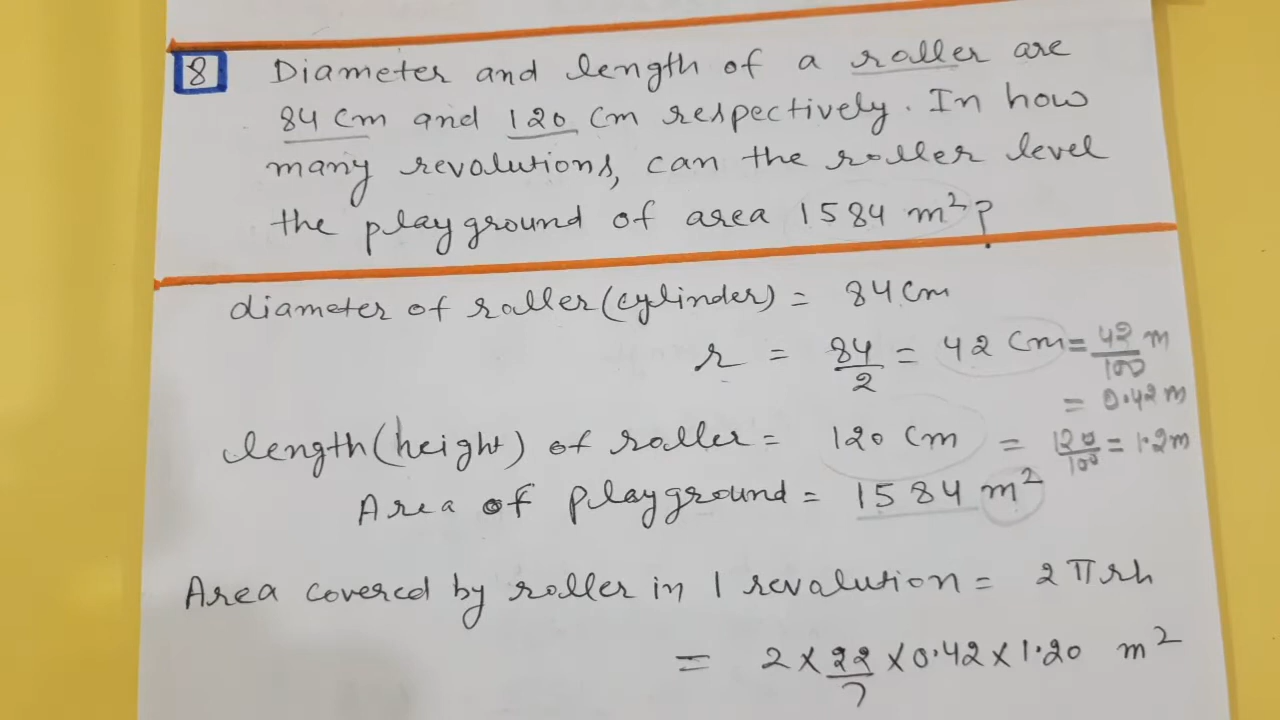 8 Diameter and length of a roller are
84 cm and 120 cm respectively. In how
many revolutions, can the roller level
the playground of area 1584 m²?
diameter of roller (cylinder) = 84 cm
r = 84/2 = 42 cm = 42/100 m
= 0.42 m
length (height) of roller = 120 cm = 120/100 = 1.2m
Area of playground = 1584 m²
Area covered by roller in 1 revolution = 2πrh
= 2 × 22/7 × 0.42 × 1.20 m²